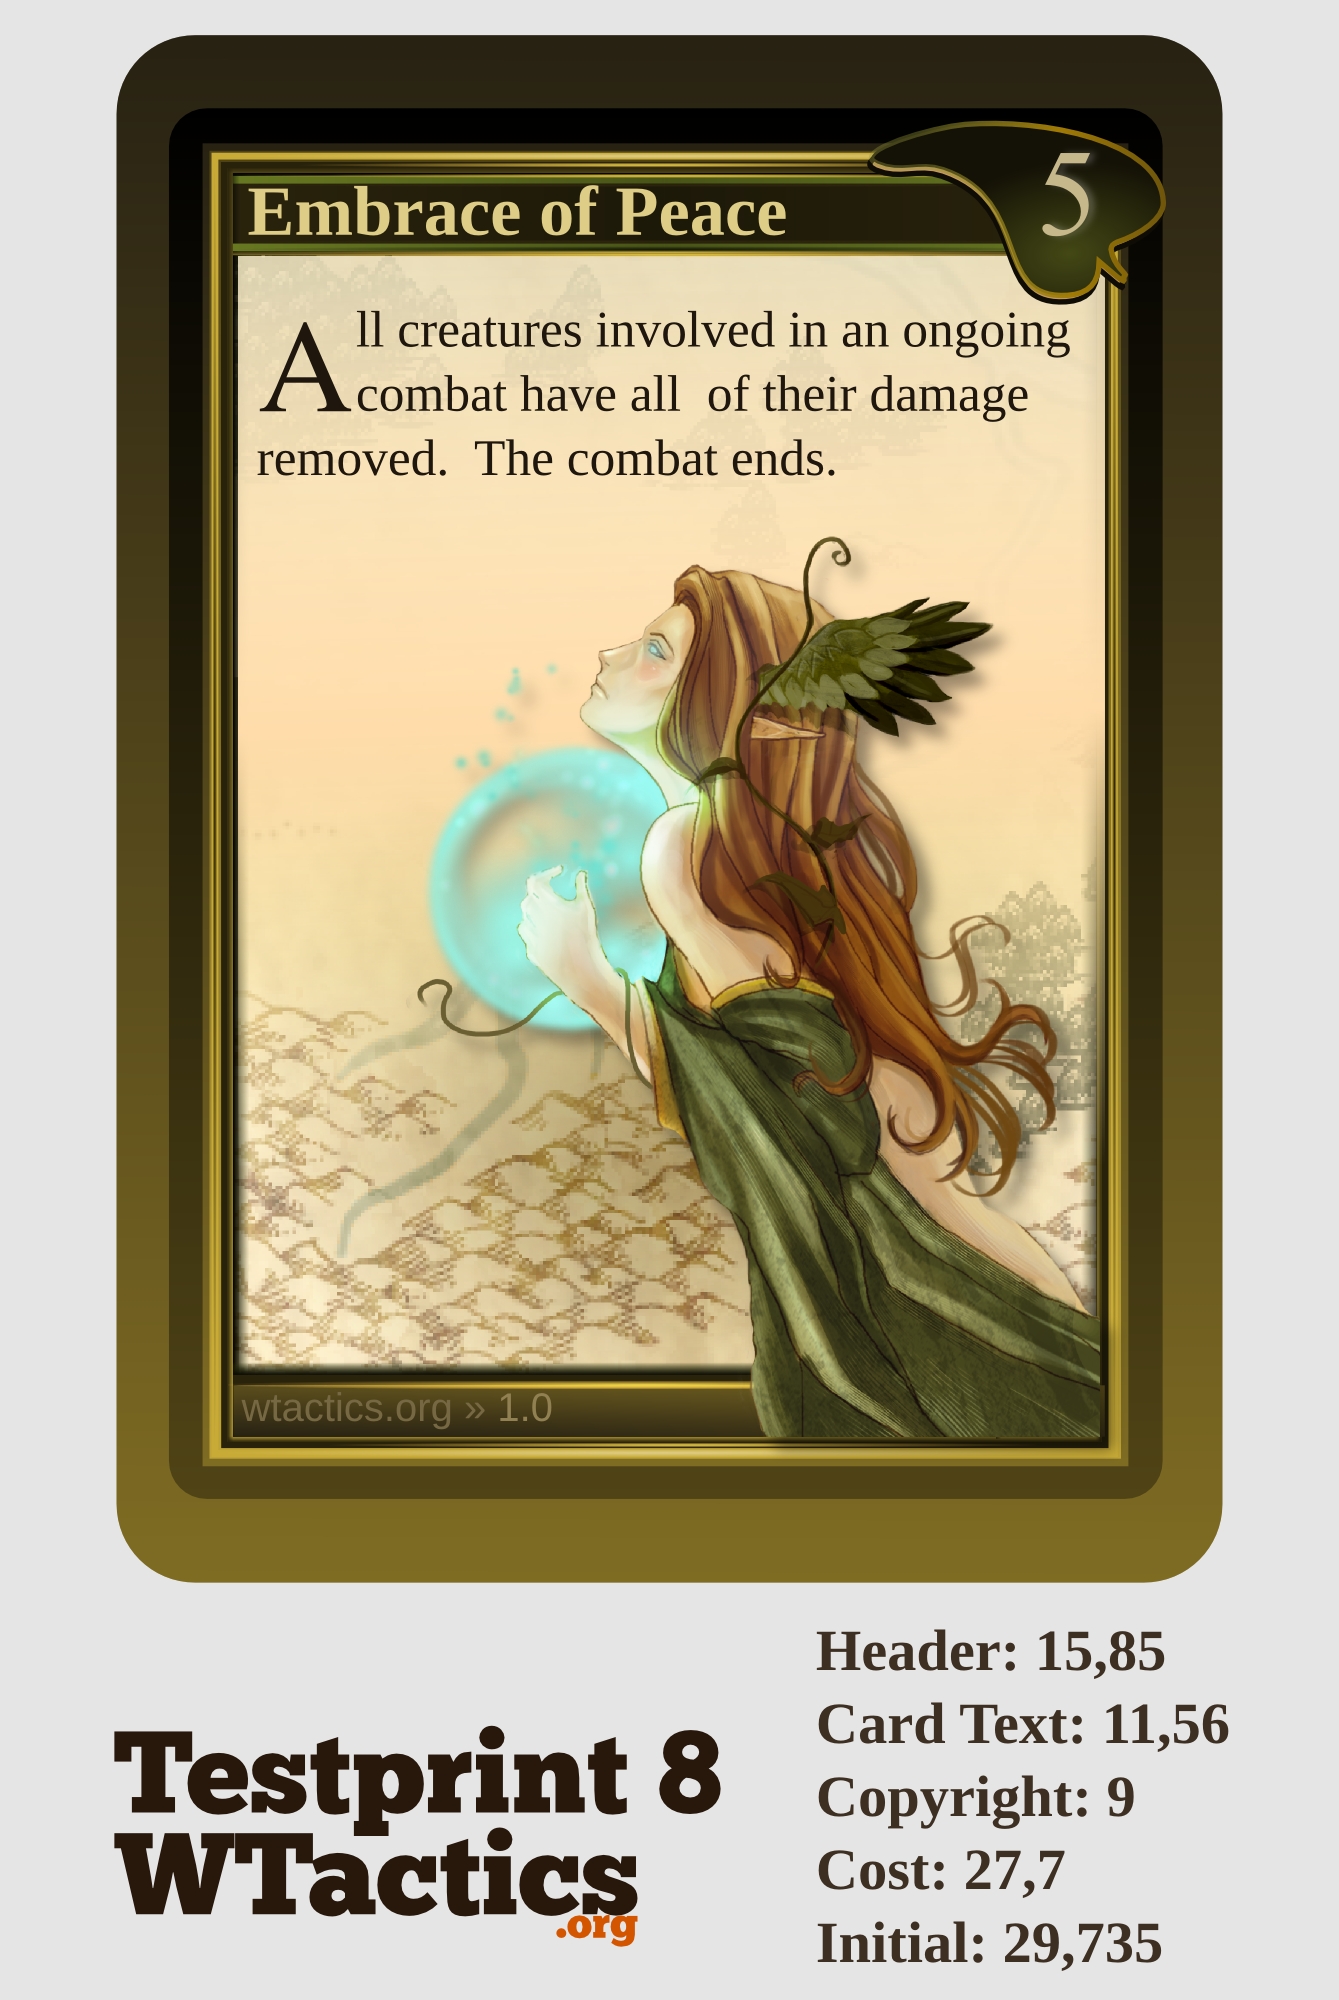 Embrace of Peace
5
All creatures involved in an ongoing
combat have all  of their damage
removed.  The combat ends.
wtactics.org » 1.0
Testprint 8
WTactics
.org
Header: 15,85
Card Text: 11,56
Copyright: 9
Cost: 27,7
Initial: 29,735